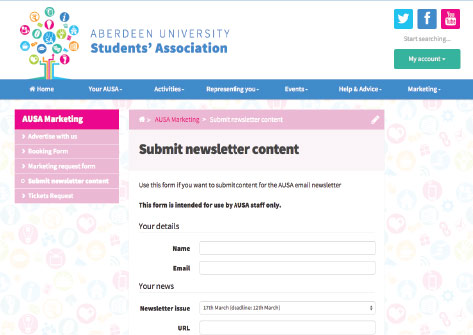 ABERDEEN UNIVERSITY
Students' Association
You Tube
Start searching...
My account
Home
Your AUSA
Activities
Representing you
Events
Help & Advice
Marketing
AUSA Marketing
Advertise with us
Booking Form
Marketing request form
Submit newsletter content
Tickets Request
> AUSA Marketing > Submit newsletter content
Submit newsletter content
Use this form if you want to submit content for the AUSA email newsletter
This form is intended for use by AUSA staff only.
Your details
Name
Email
Your news
Newsletter issue
17th March (deadline: 12th March)
URL